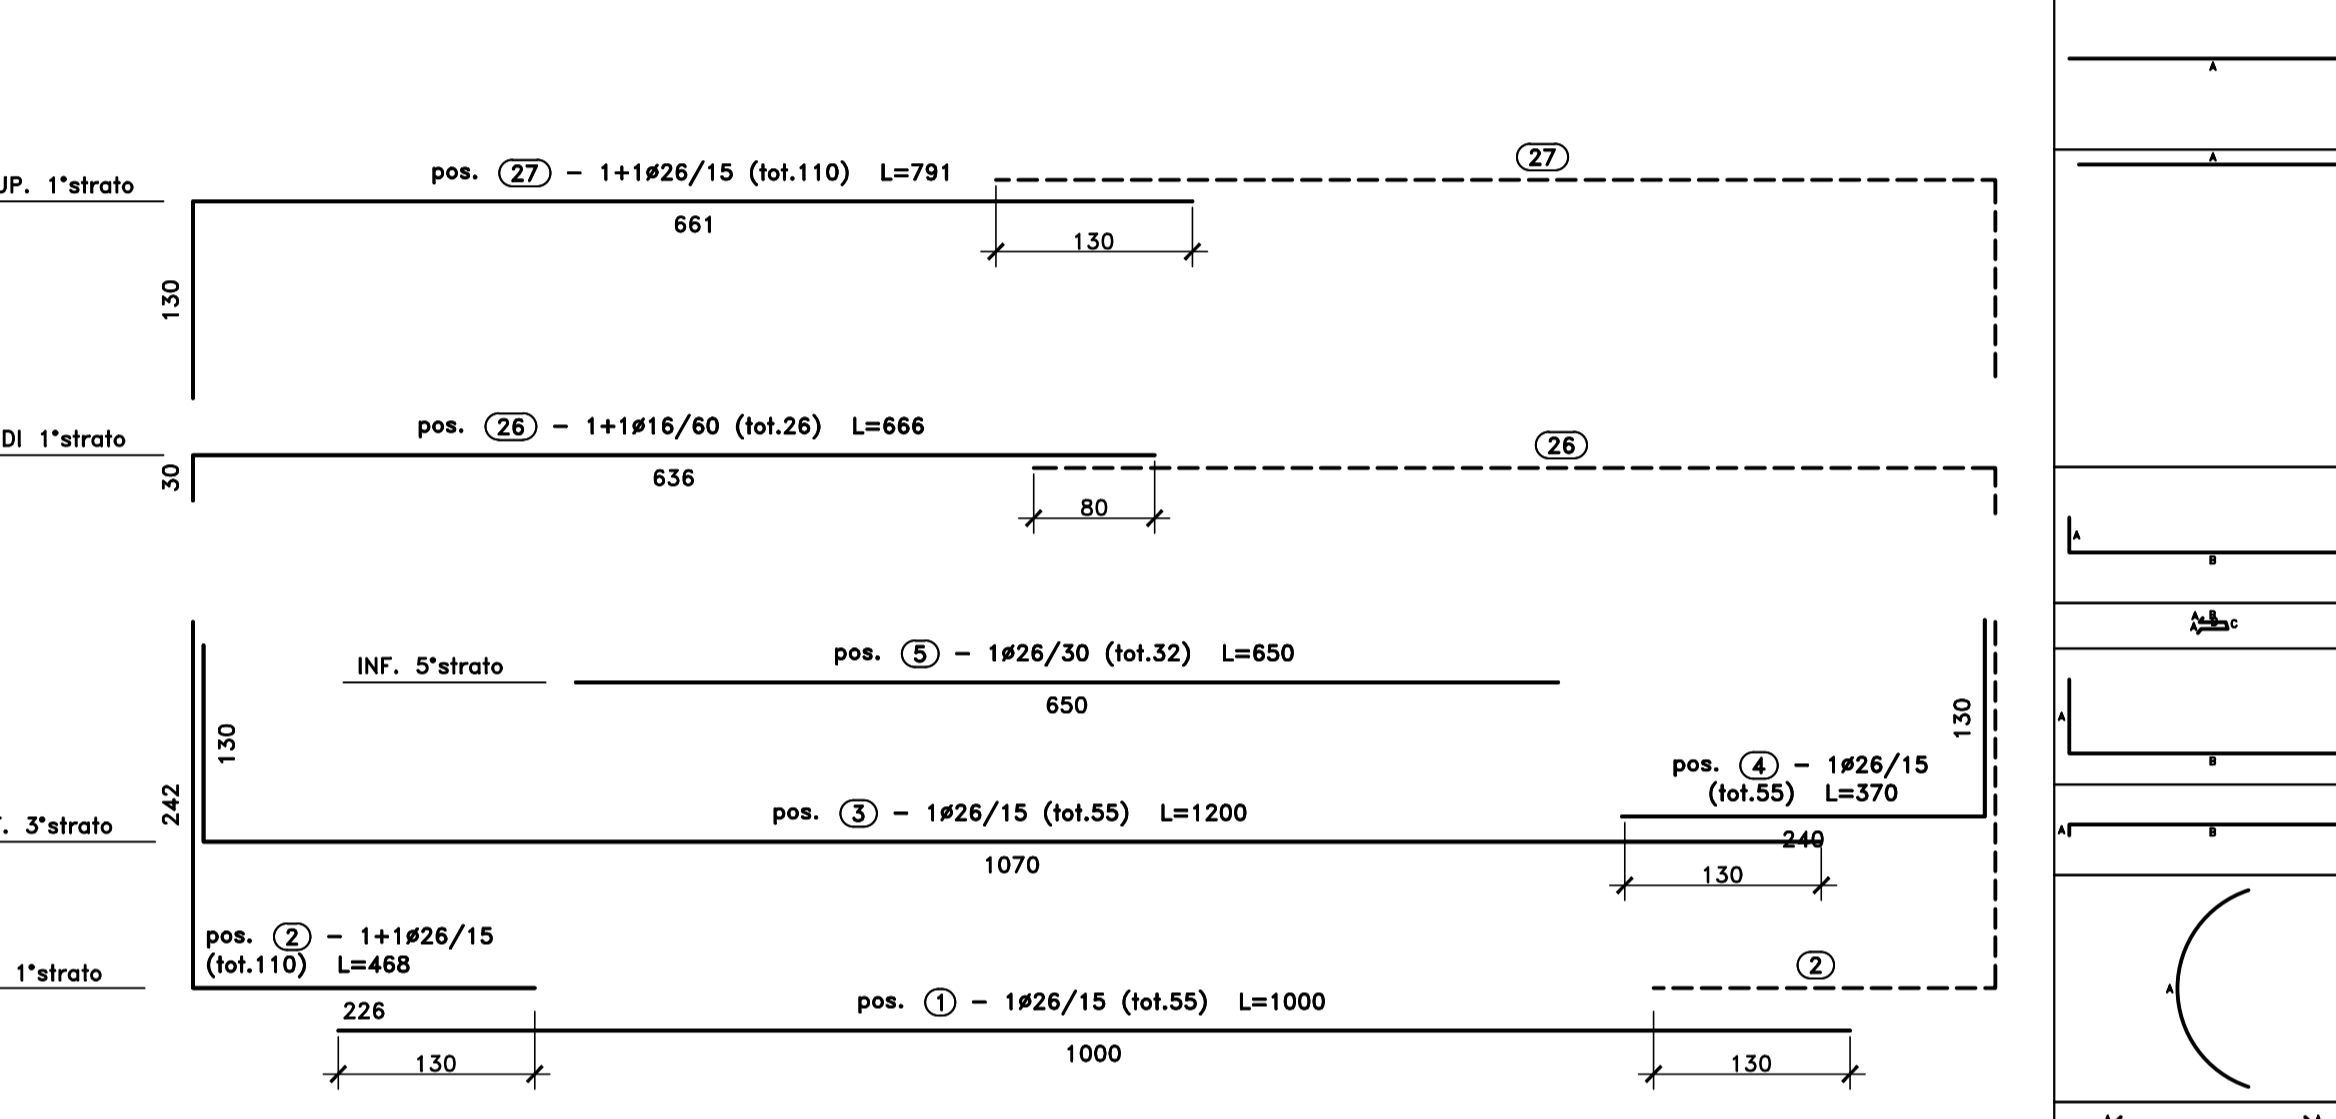 A
A
27
pos. 27 – 1+1ø26/15 (tot.110) L=791
UP. 1°strato
661
130
130
pos. 26 – 1+1ø16/60 (tot.26) L=666
DI 1°strato
26
30
636
80
A
B
A B
A C
pos. 5 – 1ø26/30 (tot.32) L=650
INF. 5°strato
650
130
130
A
B
pos. 4 – 1ø26/15
(tot.55) L=370
242
pos. 3 – 1ø26/15 (tot.55) L=1200
. 3°strato
240
A
B
1070
130
pos. 2 – 1+1ø26/15
(tot.110) L=468
1°strato
2
A
226
pos. 1 – 1ø26/15 (tot.55) L=1000
1000
130
130